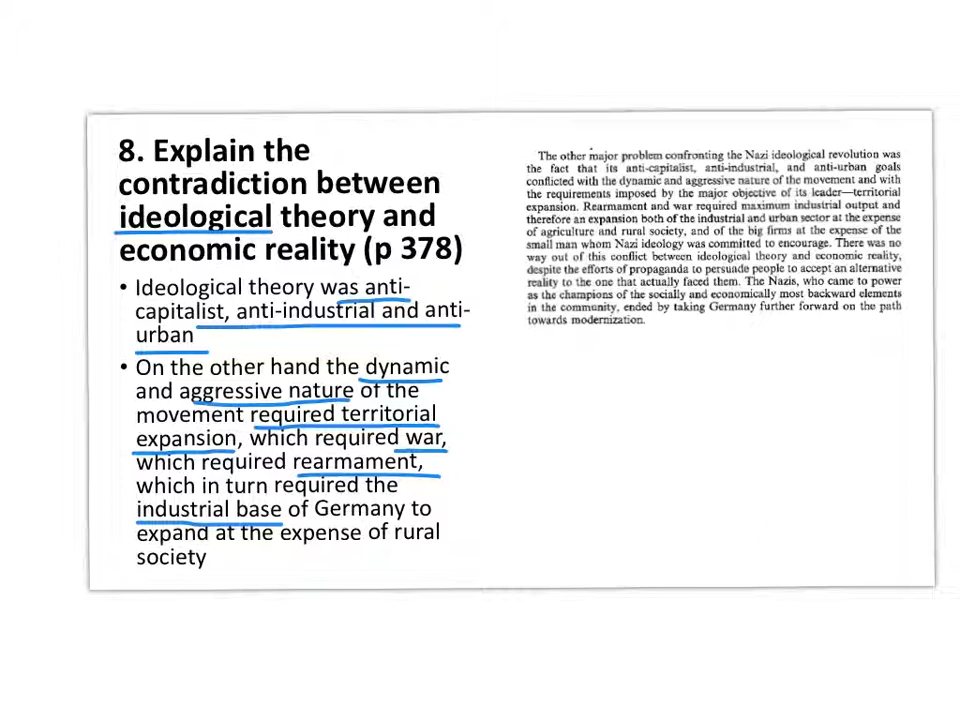 8. Explain the
contradiction between
ideological theory and
economic reality (p 378)
• Ideological theory was anti-
capitalist, anti-industrial and anti-
urban
• On the other hand the dynamic
and aggressive nature of the
movement required territorial
expansion, which required war,
which required rearmament,
which in turn required the
industrial base of Germany to
expand at the expense of rural
society
The other major problem confronting the Nazi ideological revolution was
the fact that its anti-capitalist, anti-industrial, and anti-urban goals
conflicted with the dynamic and aggressive nature of the movement and with
the requirements imposed by the major objective of its leader—territorial
expansion. Rearmament and war required maximum industrial output and
therefore an expansion both of the industrial and urban sector at the expense
of agriculture and rural society, and of the big firms at the expense of the
small man whom Nazi ideology was committed to encourage. There was no
way out of this conflict between ideological theory and economic reality,
despite the efforts of propaganda to persuade people to accept an alternative
reality to the one that actually faced them. The Nazis, who came to power
as the champions of the socially and economically most backward elements
in the community, ended by taking Germany further forward on the path
towards modernization.